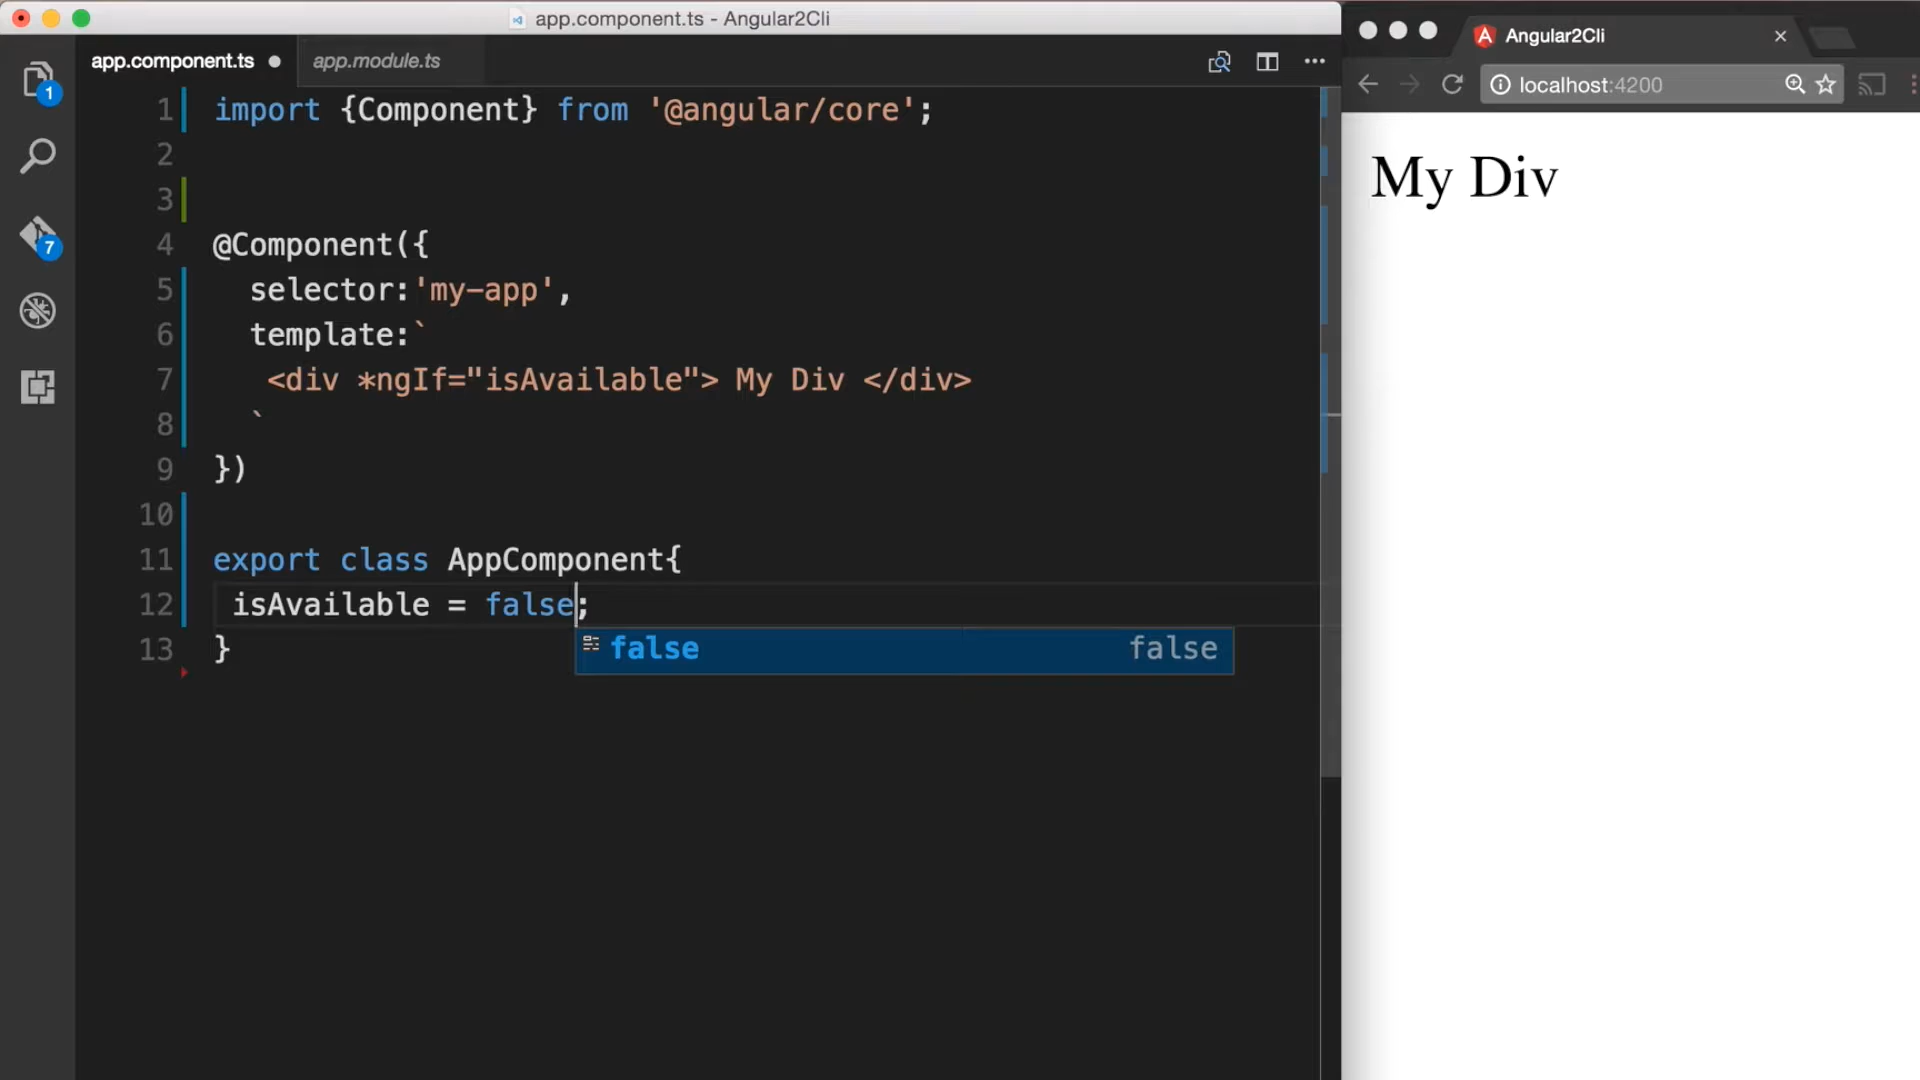 app.component.ts - Angular2Cli
app.component.ts
app.module.ts
1 import {Component} from '@angular/core';
2
3
4 @Component({
5 selector:'my-app',
6 template:`
7 <div *ngIf="isAvailable"> My Div </div>
8 `
9 })
10
11 export class AppComponent{
12 isAvailable = false;
13 }
false false
1
7
Angular2Cli
localhost:4200
My Div